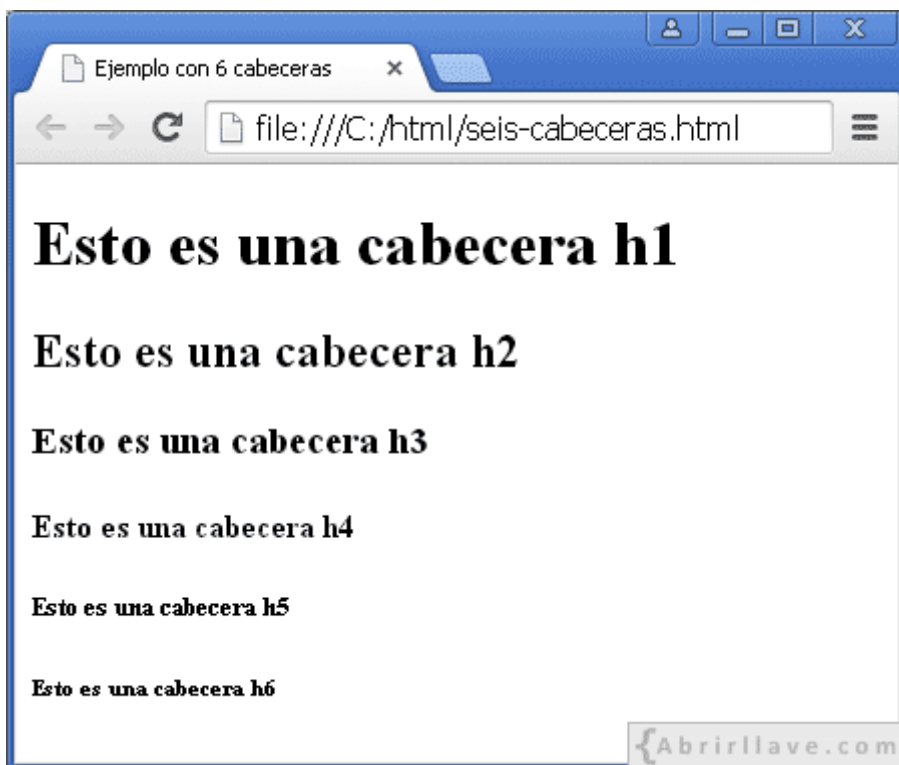 Ejemplo con 6 cabeceras
file:///C:/html/seis-cabeceras.html
Esto es una cabecera h1
Esto es una cabecera h2
Esto es una cabecera h3
Esto es una cabecera h4
Esto es una cabecera h5
Esto es una cabecera h6
{Abrirllave.com